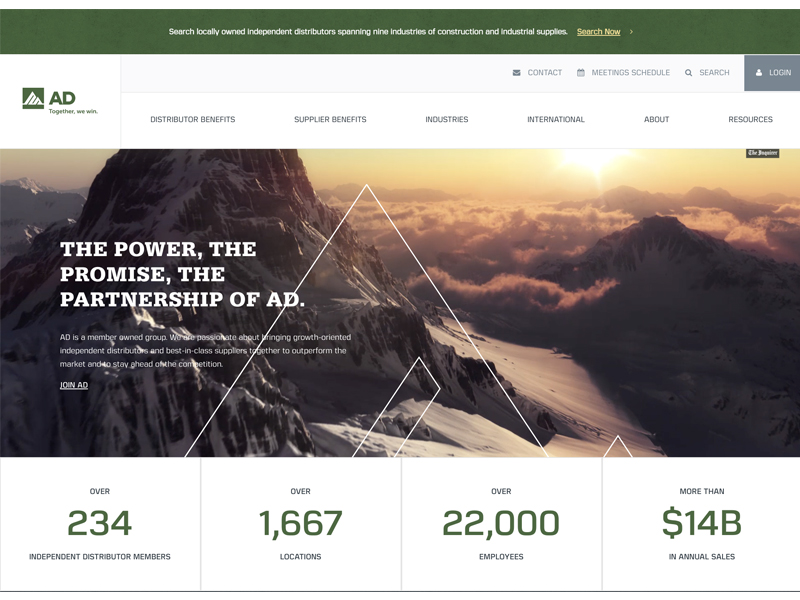 Search locally owned independent distributors spanning nine industries of construction and industrial supplies. Search Now >
CONTACT MEETINGS SCHEDULE SEARCH LOGIN
AD
Together, we win.
DISTRIBUTOR BENEFITS SUPPLIER BENEFITS INDUSTRIES INTERNATIONAL ABOUT RESOURCES
The Inquirer
THE POWER, THE
PROMISE, THE
PARTNERSHIP OF AD.
AD is a member owned group. We are passionate about bringing growth-oriented
independent distributors and best-in-class suppliers together to outperform the
market and to stay ahead of the competition.
JOIN AD
OVER
234
INDEPENDENT DISTRIBUTOR MEMBERS
OVER
1,667
LOCATIONS
OVER
22,000
EMPLOYEES
MORE THAN
$14B
IN ANNUAL SALES